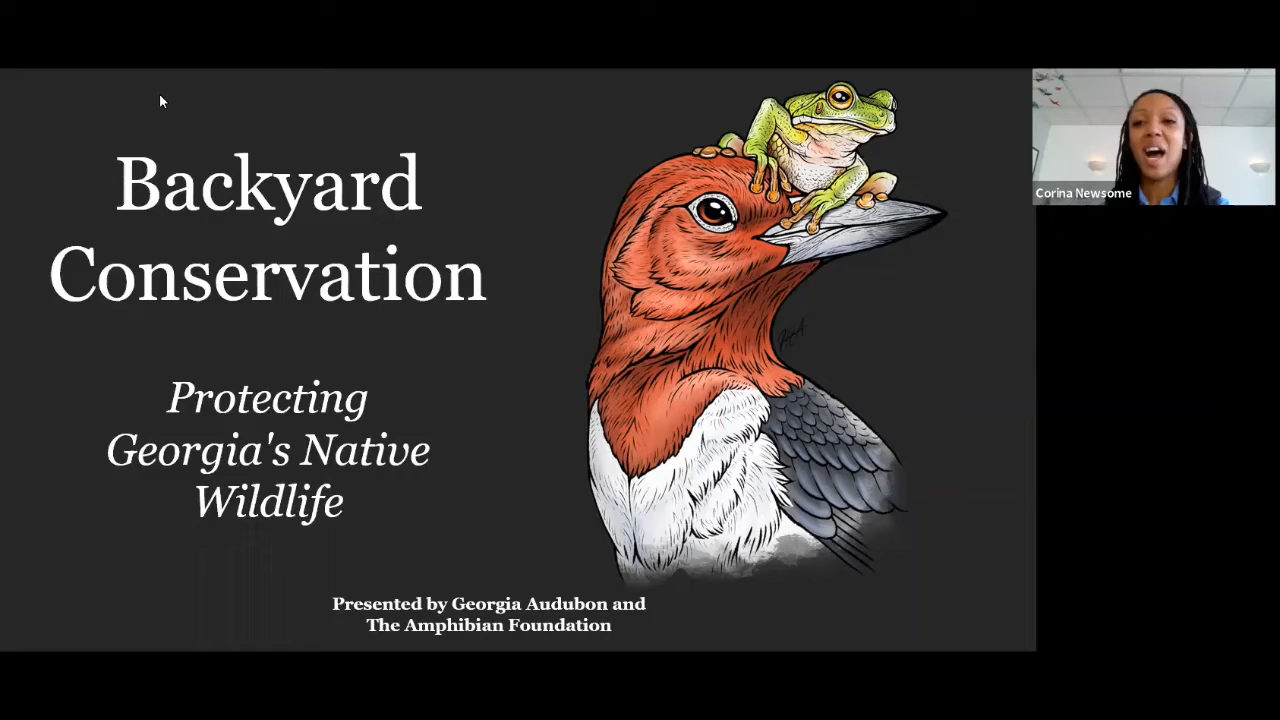 Backyard
Conservation
Protecting
Georgia's Native
Wildlife
Presented by Georgia Audubon and
The Amphibian Foundation
Corina Newsome